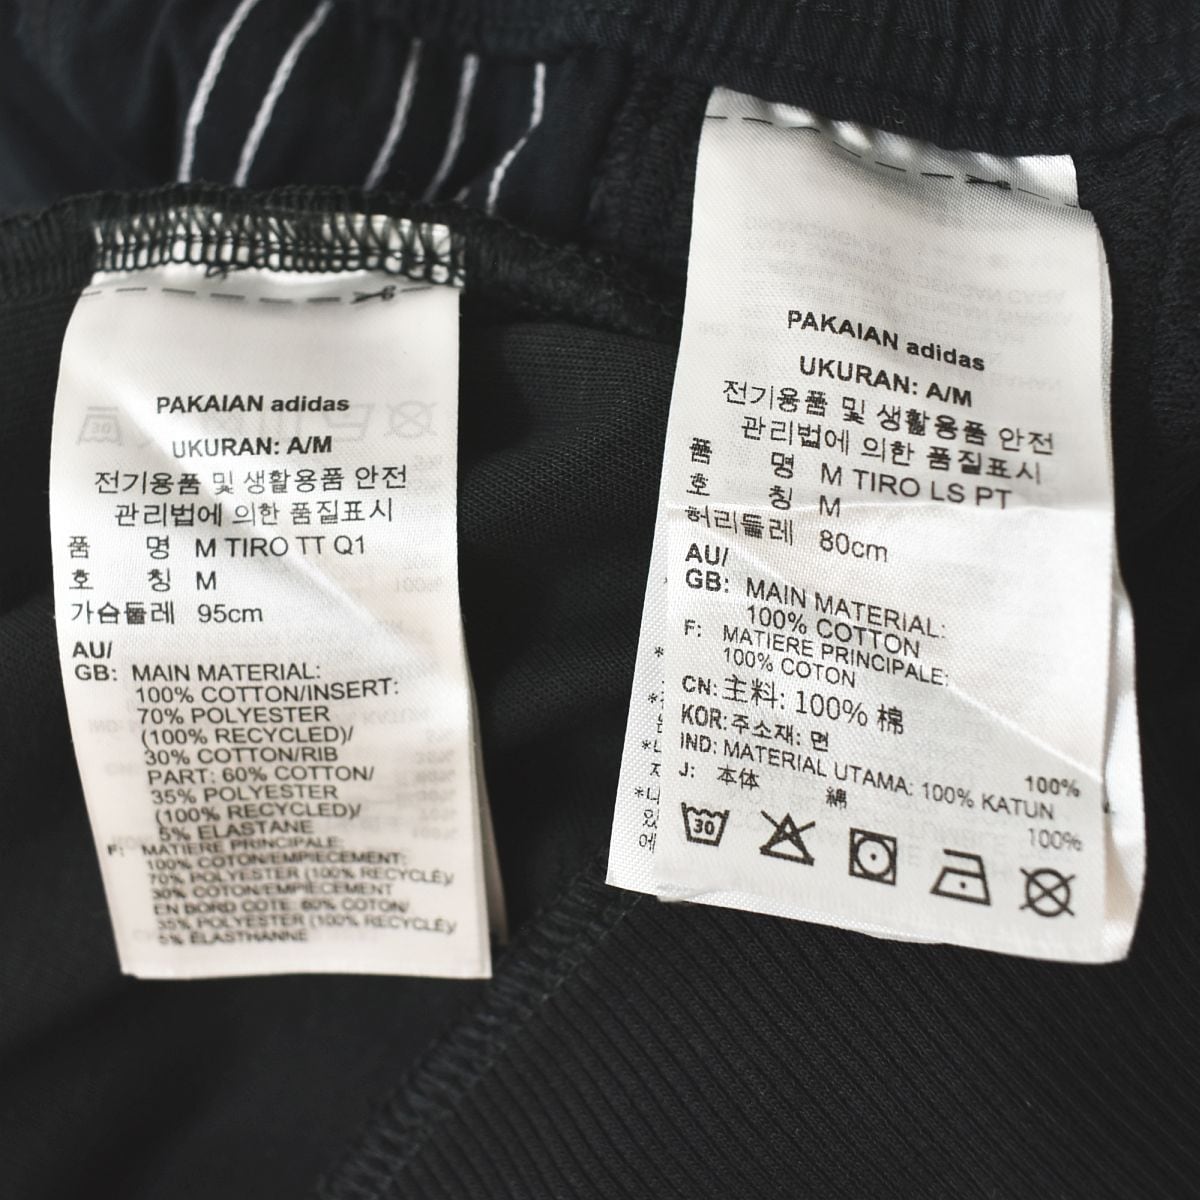 PAKAIAN adidas
UKURAN: A/M
전기용품 및 생활용품 안전
관리법에 의한 품질표시
품 명 M TIRO TT Q1
호 칭 M
가슴둘레 95cm
AU/
GB: MAIN MATERIAL:
100% COTTON/INSERT:
70% POLYESTER
(100% RECYCLED)/
30% COTTON/RIB
PART: 60% COTTON/
35% POLYESTER
(100% RECYCLED)/
5% ELASTANE
F: MATIERE PRINCIPALE:
100% COTON/EMPIECEMENT:
70% POLYESTER (100% RECYCLÉ)/
30% COTON/EMPIECEMENT
EN BORD COTE: 60% COTON/
35% POLYESTER (100% RECYCLÉ)/
5% ÉLASTHANNE
PAKAIAN adidas
UKURAN: A/M
전기용품 및 생활용품 안전
관리법에 의한 품질표시
품 명 M TIRO LS PT
호 칭 M
허리둘레 80cm
AU/
GB: MAIN MATERIAL:
100% COTTON
F: MATIERE PRINCIPALE:
100% COTON
CN: 主料: 100% 棉
KOR: 주소재: 면 100%
IND: MATERIAL UTAMA: 100% KATUN
J: 本体 綿 100%
30